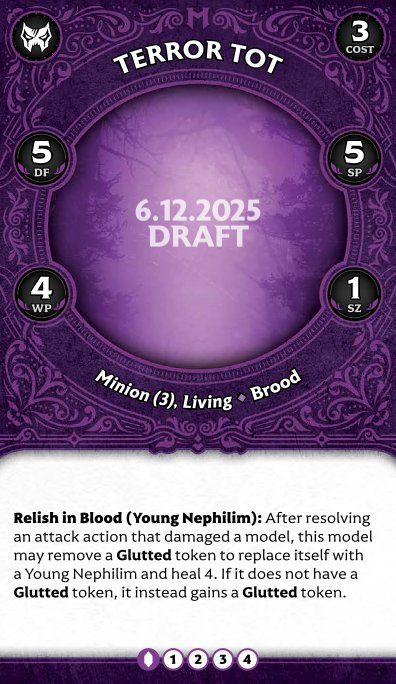 3
COST
TERROR TOT
5
DF
5
SP
6.12.2025
DRAFT
4
WP
1
SZ
Minion (3), Living ♦ Brood
Relish in Blood (Young Nephilim): After resolving
an attack action that damaged a model, this model
may remove a Glutted token to replace itself with
a Young Nephilim and heal 4. If it does not have a
Glutted token, it instead gains a Glutted token.
1 2 3 4